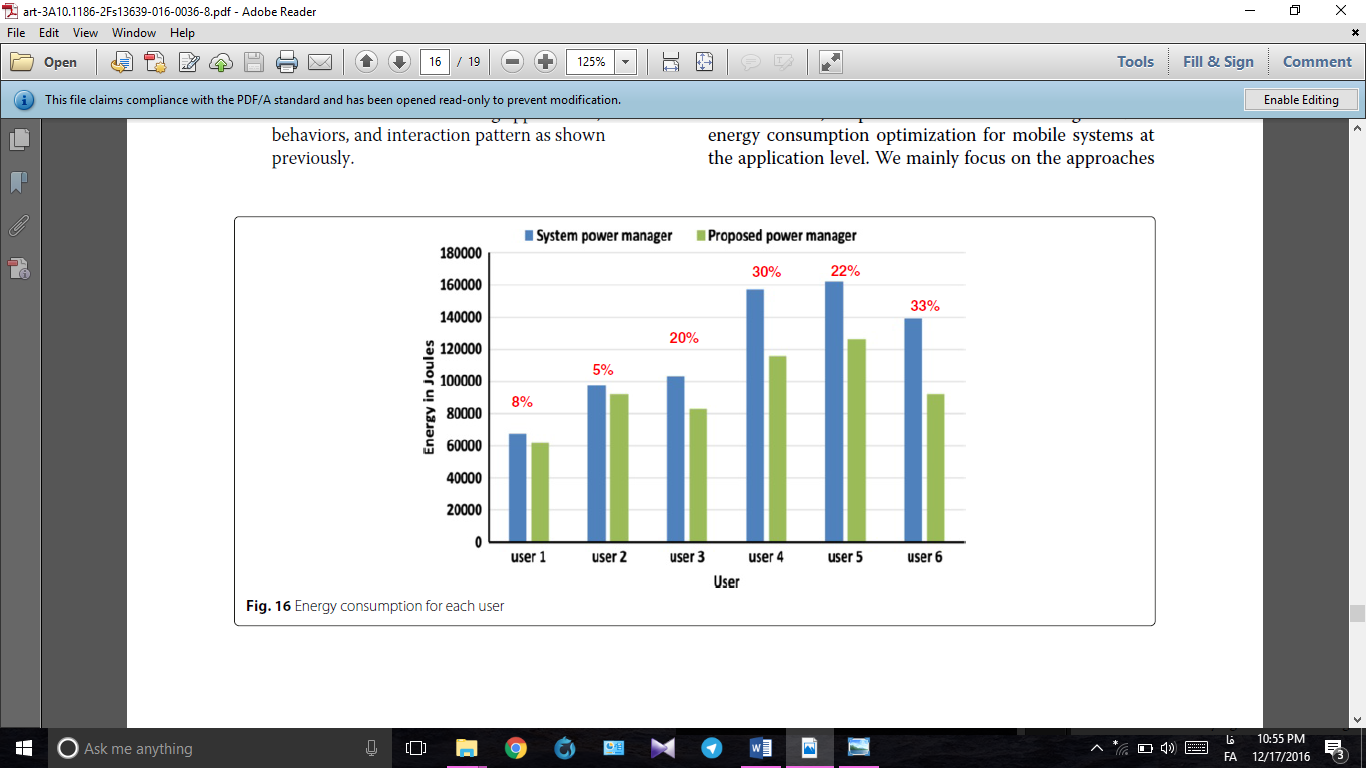 art-3A10.1186-2Fs13639-016-0036-8.pdf - Adobe Reader
File Edit View Window Help
Open 16 / 19 125% Tools Fill & Sign Comment
This file claims compliance with the PDF/A standard and has been opened read-only to prevent modification. Enable Editing
behaviors, and interaction pattern as shown
previously.
energy consumption optimization for mobile systems at
the application level. We mainly focus on the approaches
System power manager Proposed power manager
180000
160000
140000
120000
100000
80000
60000
40000
20000
0
Energy in Joules
8% 5% 20% 30% 22% 33%
user 1 user 2 user 3 user 4 user 5 user 6
User
Fig. 16 Energy consumption for each user
Ask me anything
فا 10:55 PM
FA 12/17/2016
3